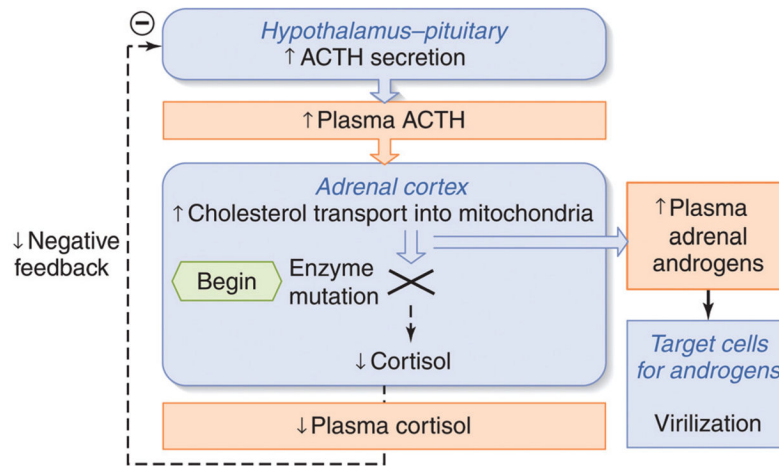 ⊖
Hypothalamus–pituitary
↑ ACTH secretion
↑ Plasma ACTH
Adrenal cortex
↑ Cholesterol transport into mitochondria
Begin
Enzyme
mutation
↓ Cortisol
↓ Plasma cortisol
↓ Negative
feedback
↑ Plasma
adrenal
androgens
Target cells
for androgens
Virilization